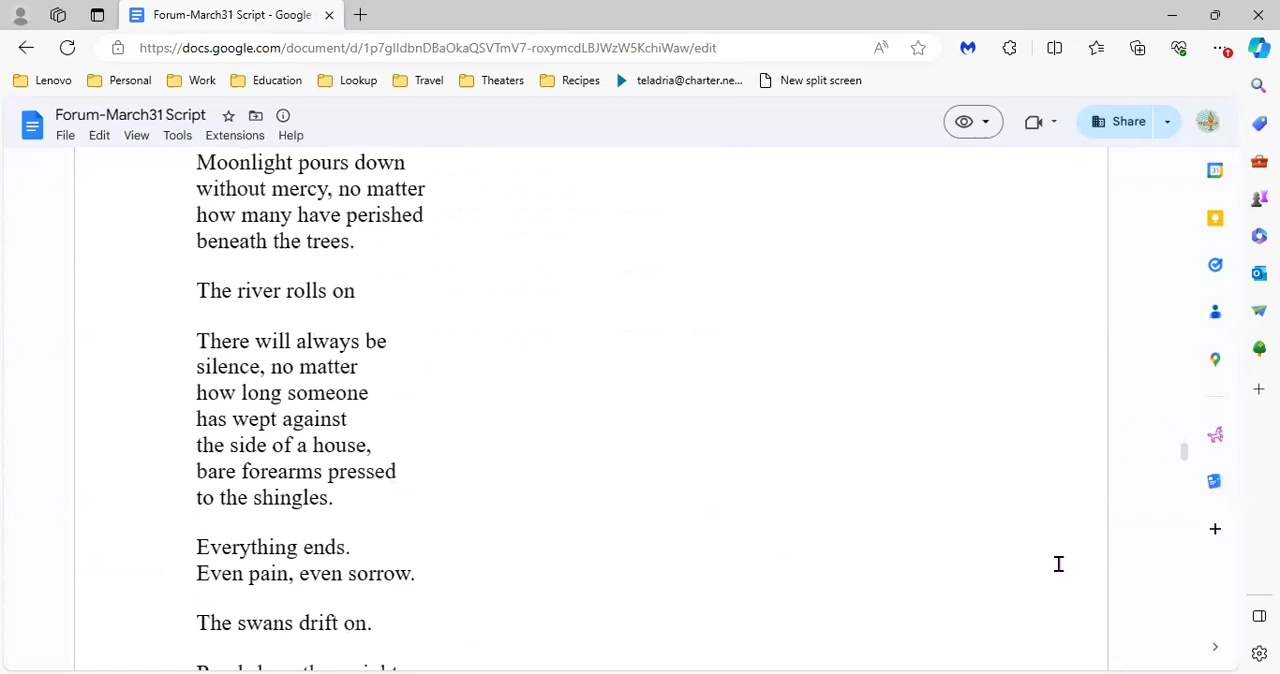 Forum-March31 Script - Google
https://docs.google.com/document/d/1p7glIdbnDBaOkaQSVTmV7-roxymcdLBJWzW5KchiWaw/edit
Lenovo Personal Work Education Lookup Travel Theaters Recipes teladria@charter.ne... New split screen
Forum-March31 Script
File Edit View Tools Extensions Help
Share
Moonlight pours down
without mercy, no matter
how many have perished
beneath the trees.
The river rolls on
There will always be
silence, no matter
how long someone
has wept against
the side of a house,
bare forearms pressed
to the shingles.
Everything ends.
Even pain, even sorrow.
The swans drift on.